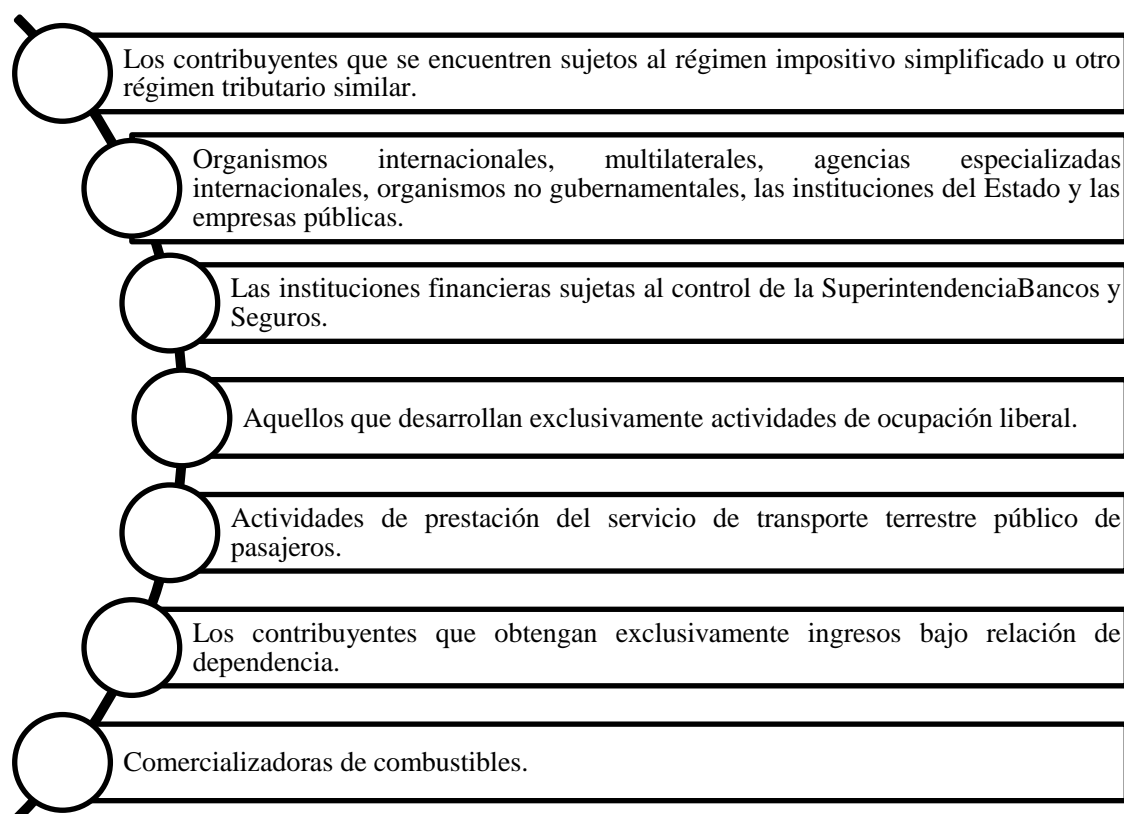 Los contribuyentes que se encuentren sujetos al régimen impositivo simplificado u otro
régimen tributario similar.
Organismos internacionales, multilaterales, agencias especializadas
internacionales, organismos no gubernamentales, las instituciones del Estado y las
empresas públicas.
Las instituciones financieras sujetas al control de la SuperintendenciaBancos y
Seguros.
Aquellos que desarrollan exclusivamente actividades de ocupación liberal.
Actividades de prestación del servicio de transporte terrestre público de
pasajeros.
Los contribuyentes que obtengan exclusivamente ingresos bajo relación de
dependencia.
Comercializadoras de combustibles.